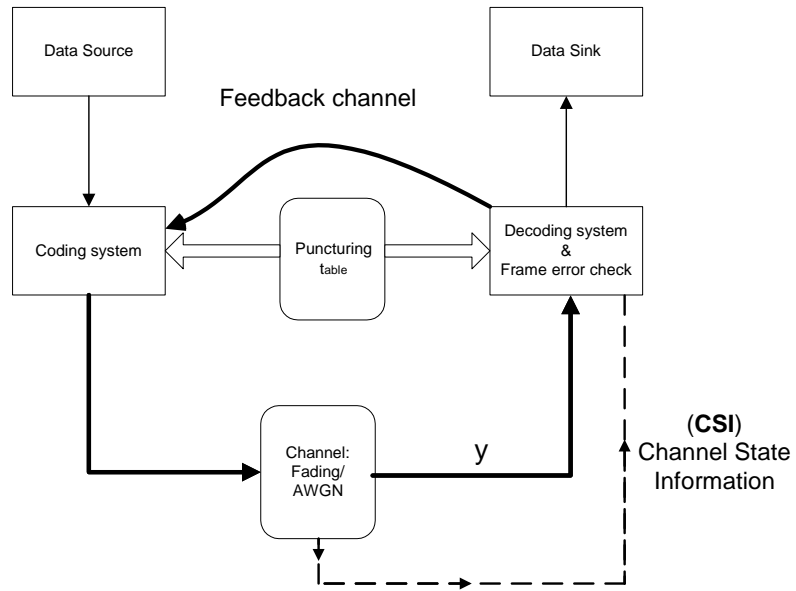 Data Source
Data Sink
Feedback channel
Coding system
Puncturing
table
Decoding system
&
Frame error check
Channel:
Fading/
AWGN
y
(CSI)
Channel State
Information